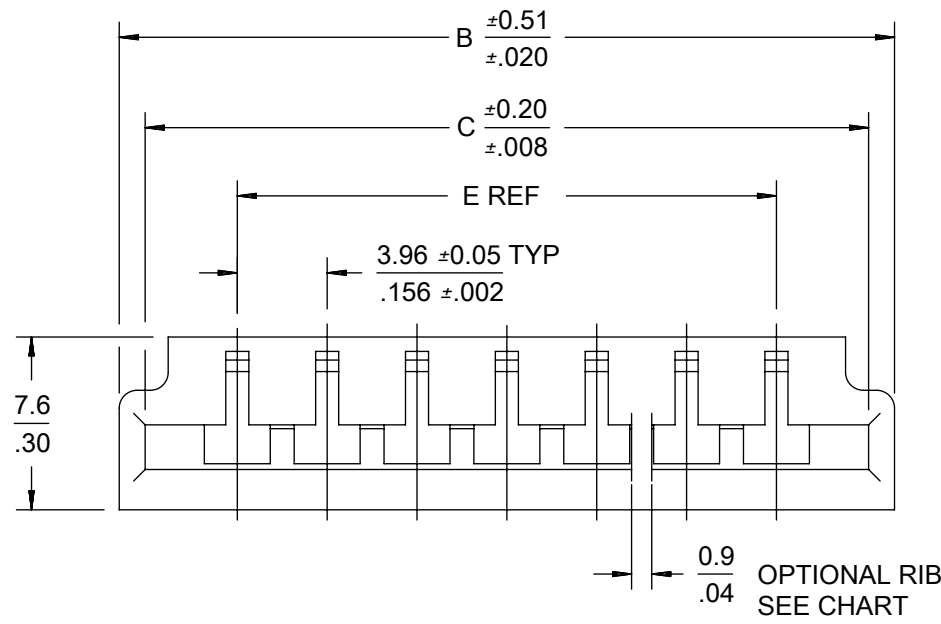 B ±0.51
±.020
C ±0.20
±.008
E REF
3.96 ±0.05 TYP
.156 ±.002
7.6
.30
0.9
.04
OPTIONAL RIB
SEE CHART